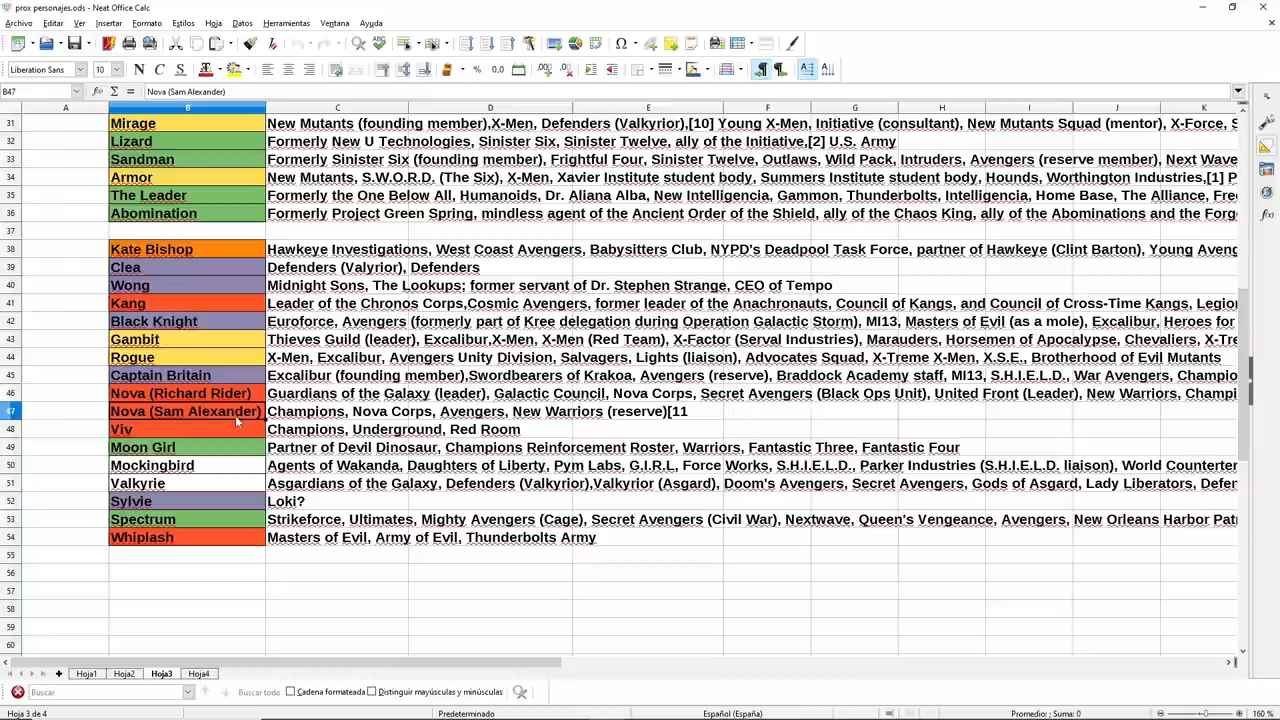 prox personajes.ods - Neat Office Calc
Archivo Editar Ver Insertar Formato Estilos Hoja Datos Herramientas Ventana Ayuda
Liberation Sans 10 N C S A % 0,0
B47 fx Σ = Nova (Sam Alexander)
A B C D E F G H I J K
31 Mirage New Mutants (founding member),X-Men, Defenders (Valkyrior),[10] Young X-Men, Initiative (consultant), New Mutants Squad (mentor), X-Force, S
32 Lizard Formerly New U Technologies, Sinister Six, Sinister Twelve, ally of the Initiative,[2] U.S. Army
33 Sandman Formerly Sinister Six (founding member), Frightful Four, Sinister Twelve, Outlaws, Wild Pack, Intruders, Avengers (reserve member), Next Wave
34 Armor New Mutants, S.W.O.R.D. (The Six), X-Men, Xavier Institute student body, Summers Institute student body, Hounds, Worthington Industries,[1] P
35 The Leader Formerly the One Below All, Humanoids, Dr. Aliana Alba, New Intelligencia, Gammon, Thunderbolts, Intelligencia, Home Base, The Alliance, Free
36 Abomination Formerly Project Green Spring, mindless agent of the Ancient Order of the Shield, ally of the Chaos King, ally of the Abominations and the Forg
37
38 Kate Bishop Hawkeye Investigations, West Coast Avengers, Babysitters Club, NYPD's Deadpool Task Force, partner of Hawkeye (Clint Barton), Young Aveng
39 Clea Defenders (Valyrior), Defenders
40 Wong Midnight Sons, The Lookups; former servant of Dr. Stephen Strange, CEO of Tempo
41 Kang Leader of the Chronos Corps,Cosmic Avengers, former leader of the Anachronauts, Council of Kangs, and Council of Cross-Time Kangs, Legion
42 Black Knight Euroforce, Avengers (formerly part of Kree delegation during Operation Galactic Storm), MI13, Masters of Evil (as a mole), Excalibur, Heroes for
43 Gambit Thieves Guild (leader), Excalibur,X-Men, X-Men (Red Team), X-Factor (Serval Industries), Marauders, Horsemen of Apocalypse, Chevaliers, X-Tre
44 Rogue X-Men, Excalibur, Avengers Unity Division, Salvagers, Lights (liaison), Advocates Squad, X-Treme X-Men, X.S.E., Brotherhood of Evil Mutants
45 Captain Britain Excalibur (founding member),Swordbearers of Krakoa, Avengers (reserve), Braddock Academy staff, MI13, S.H.I.E.L.D., War Avengers, Champio
46 Nova (Richard Rider) Guardians of the Galaxy (leader), Galactic Council, Nova Corps, Secret Avengers (Black Ops Unit), United Front (Leader), New Warriors, Champi
47 Nova (Sam Alexander) Champions, Nova Corps, Avengers, New Warriors (reserve)[11
48 Viv Champions, Underground, Red Room
49 Moon Girl Partner of Devil Dinosaur, Champions Reinforcement Roster, Warriors, Fantastic Three, Fantastic Four
50 Mockingbird Agents of Wakanda, Daughters of Liberty, Pym Labs, G.I.R.L, Force Works, S.H.I.E.L.D., Parker Industries (S.H.I.E.L.D. liaison), World Counterter
51 Valkyrie Asgardians of the Galaxy, Defenders (Valkyrior),Valkyrior (Asgard), Doom's Avengers, Secret Avengers, Gods of Asgard, Lady Liberators, Defen
52 Sylvie Loki?
53 Spectrum Strikeforce, Ultimates, Mighty Avengers (Cage), Secret Avengers (Civil War), Nextwave, Queen's Vengeance, Avengers, New Orleans Harbor Patr
54 Whiplash Masters of Evil, Army of Evil, Thunderbolts Army
55
56
57
58
59
60
Hoja1 Hoja2 Hoja3 Hoja4
Buscar Buscar todo Cadena formateada Distinguir mayúsculas y minúsculas
Hoja 3 de 4 Predeterminado Español (España) Promedio: ; Suma: 0 160 %